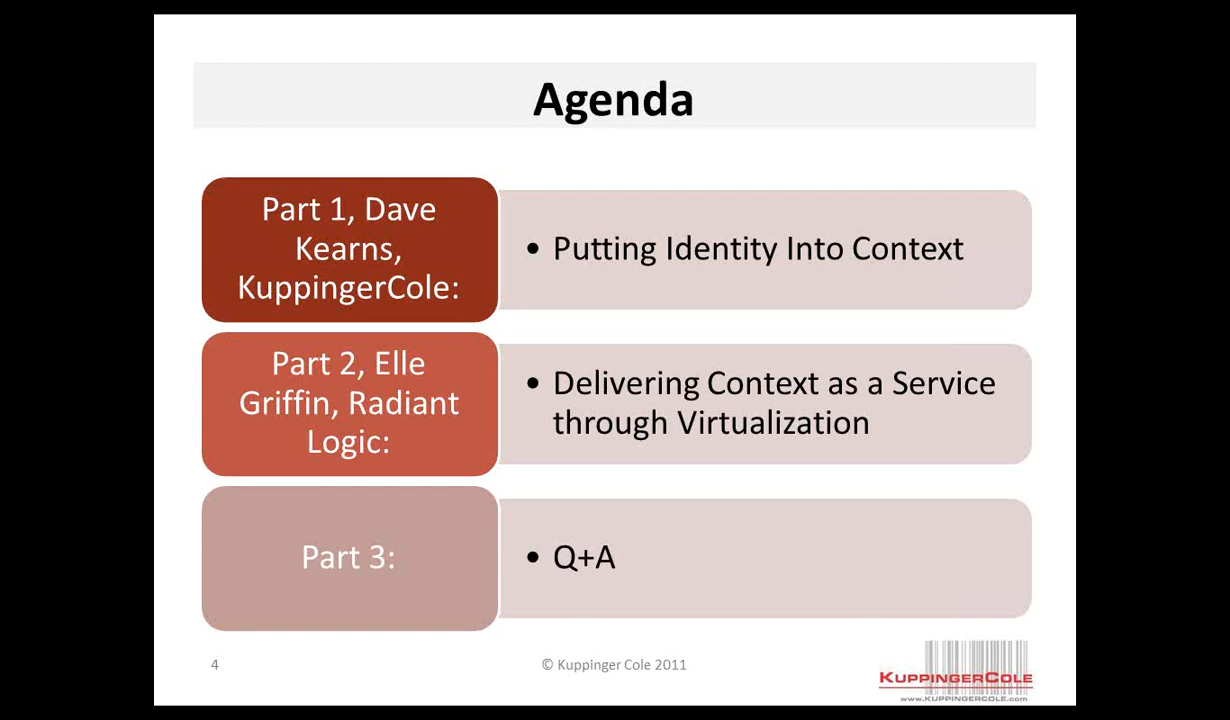 Agenda
Part 1, Dave
Kearns,
KuppingerCole:
• Putting Identity Into Context
Part 2, Elle
Griffin, Radiant
Logic:
• Delivering Context as a Service
through Virtualization
Part 3:
• Q+A
4
© Kuppinger Cole 2011
KUPPINGERCOLE
www.KUPPINGERCOLE.com